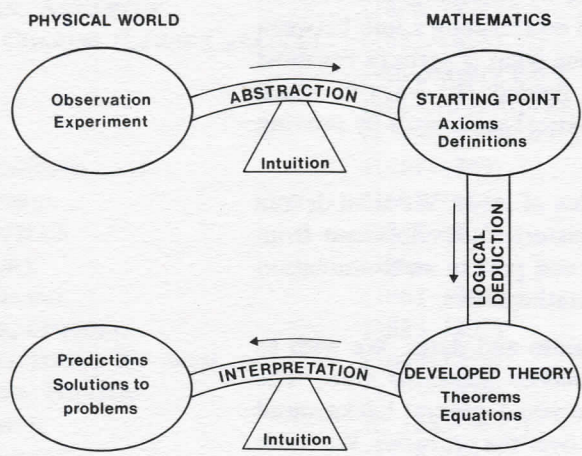 PHYSICAL WORLD
MATHEMATICS
Observation
Experiment
ABSTRACTION
Intuition
STARTING POINT
Axioms
Definitions
LOGICAL
DEDUCTION
Predictions
Solutions to
problems
INTERPRETATION
Intuition
DEVELOPED THEORY
Theorems
Equations